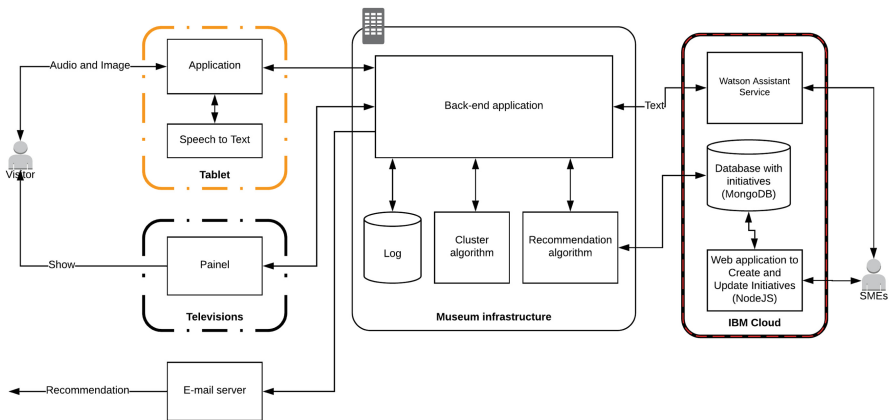 Audio and Image
Application
Speech to Text
Tablet
Visitor
Show
Painel
Televisions
Recommendation
E-mail server
Back-end application
Log
Cluster
algorithm
Recommendation
algorithm
Museum infrastructure
Text
Watson Assistant
Service
Database with
initiatives
(MongoDB)
Web application to
Create and
Update Initiatives
(NodeJS)
IBM Cloud
SMEs